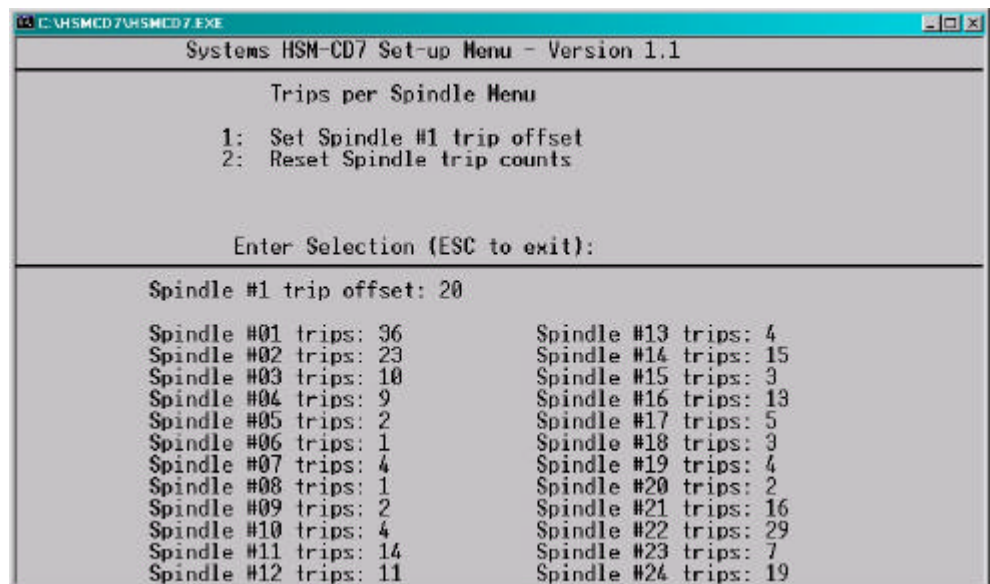 C:\HSMCD7\HSMCD7.EXE
Systems HSM-CD7 Set-up Menu - Version 1.1
Trips per Spindle Menu
1: Set Spindle #1 trip offset
2: Reset Spindle trip counts
Enter Selection (ESC to exit):
Spindle #1 trip offset: 20
Spindle #01 trips: 36
Spindle #02 trips: 23
Spindle #03 trips: 10
Spindle #04 trips: 9
Spindle #05 trips: 2
Spindle #06 trips: 1
Spindle #07 trips: 4
Spindle #08 trips: 1
Spindle #09 trips: 2
Spindle #10 trips: 4
Spindle #11 trips: 14
Spindle #12 trips: 11
Spindle #13 trips: 4
Spindle #14 trips: 15
Spindle #15 trips: 3
Spindle #16 trips: 13
Spindle #17 trips: 5
Spindle #18 trips: 3
Spindle #19 trips: 4
Spindle #20 trips: 2
Spindle #21 trips: 16
Spindle #22 trips: 29
Spindle #23 trips: 7
Spindle #24 trips: 19